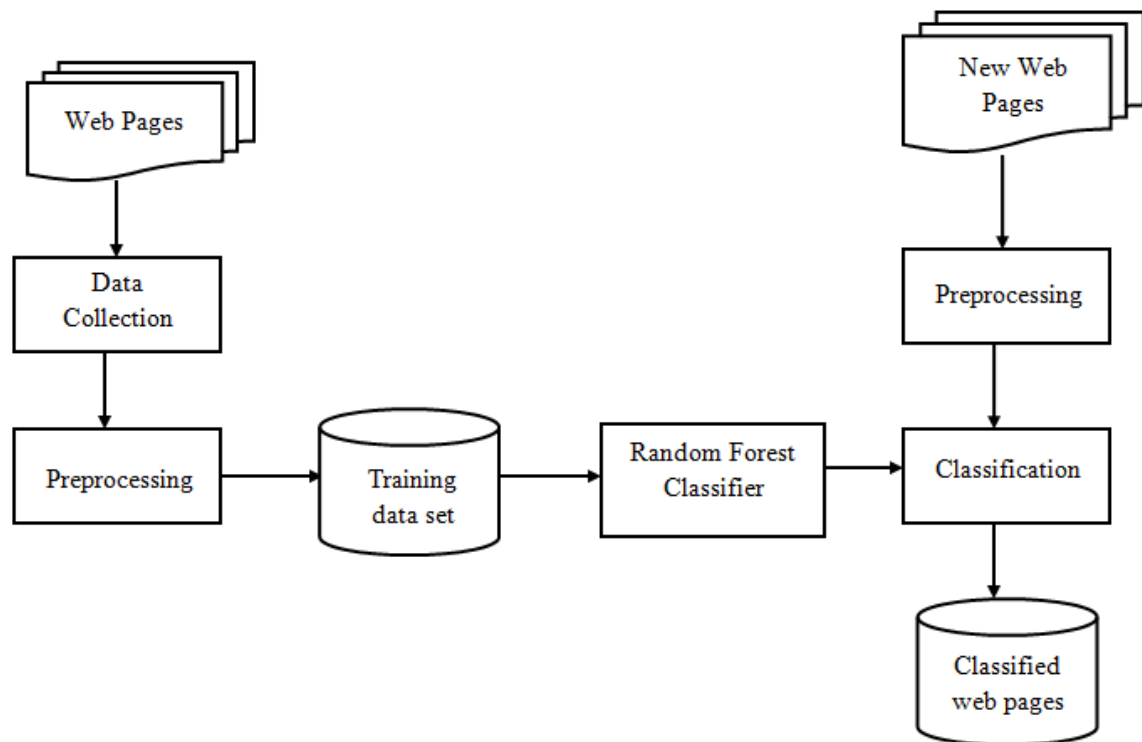 Web Pages
Data
Collection
Preprocessing
Training
data set
Random Forest
Classifier
New Web
Pages
Preprocessing
Classification
Classified
web pages